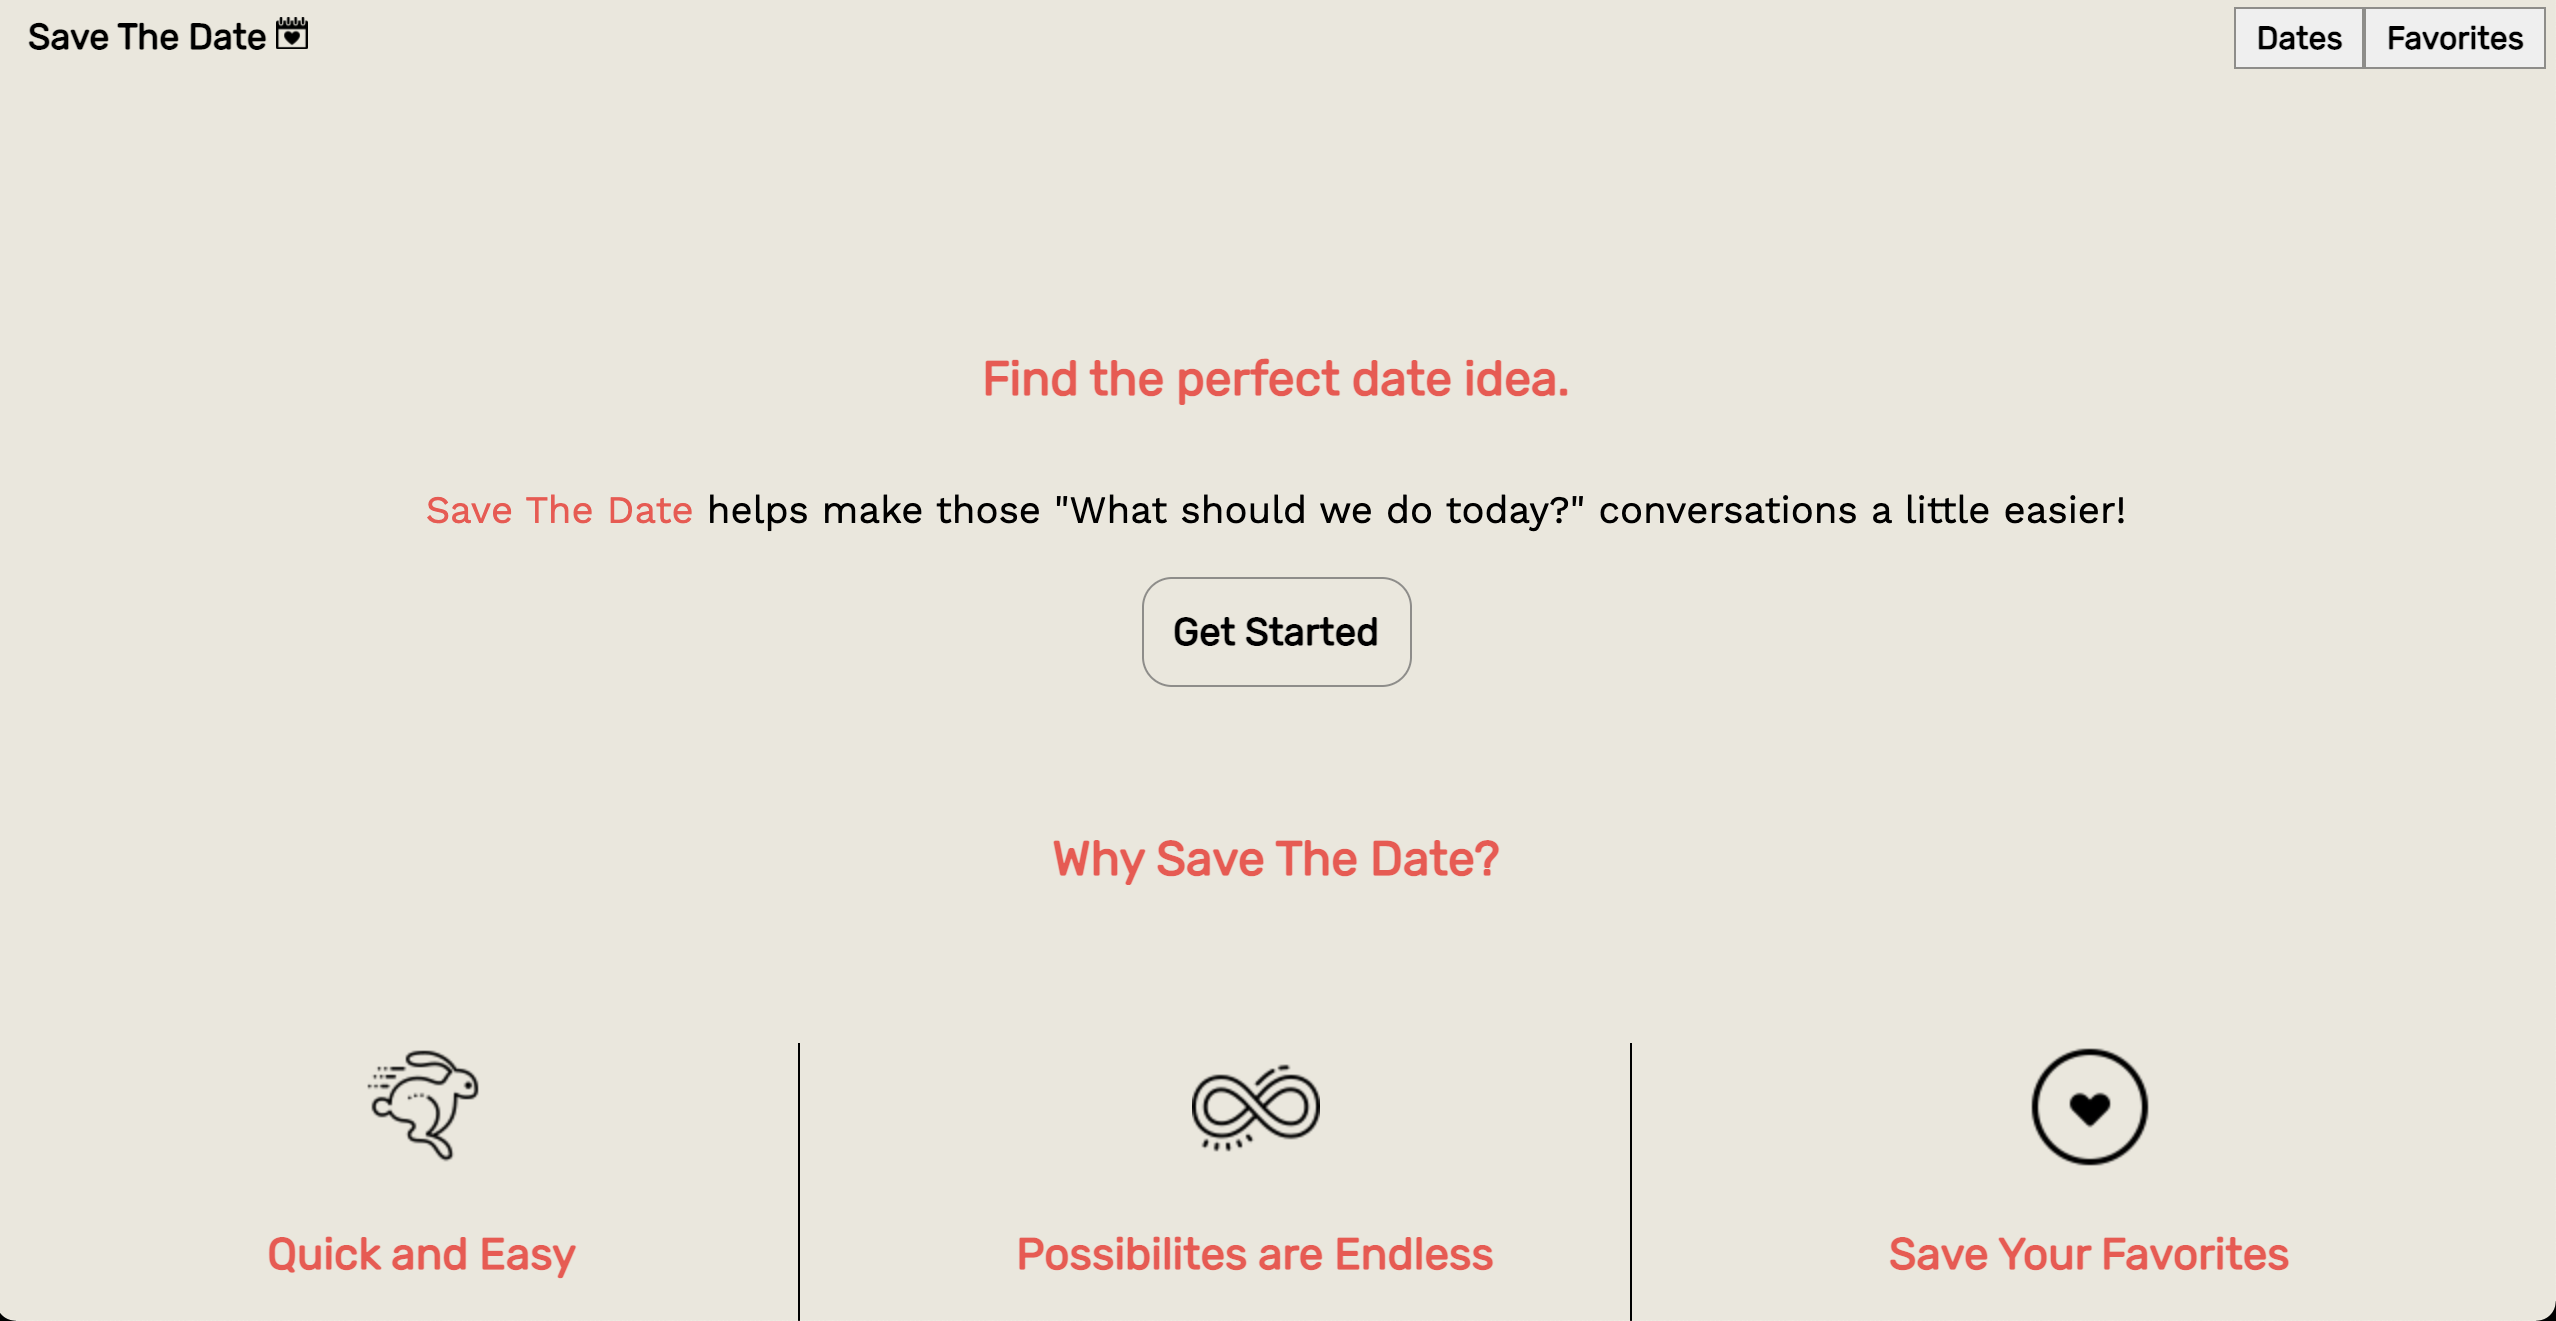 Save The Date
Dates
Favorites
Find the perfect date idea.
Save The Date helps make those "What should we do today?" conversations a little easier!
Get Started
Why Save The Date?
Quick and Easy
Possibilites are Endless
Save Your Favorites